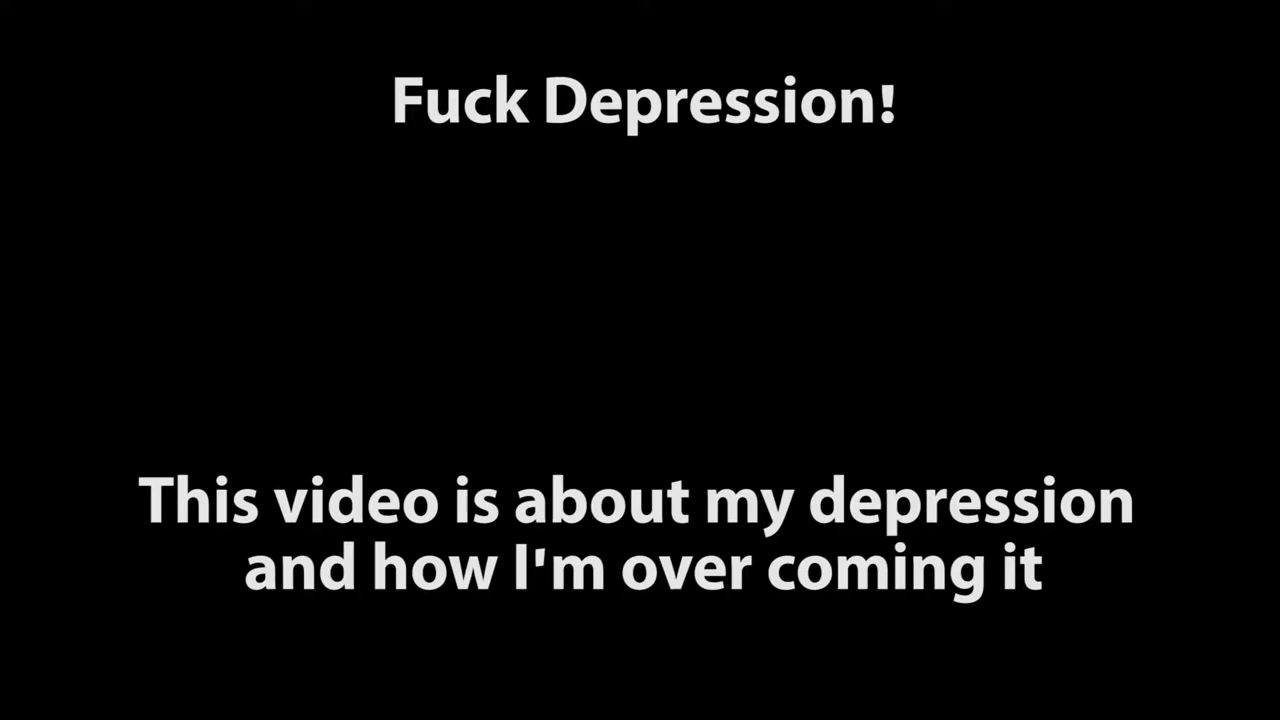 Fuck Depression!
This video is about my depression
and how I'm over coming it